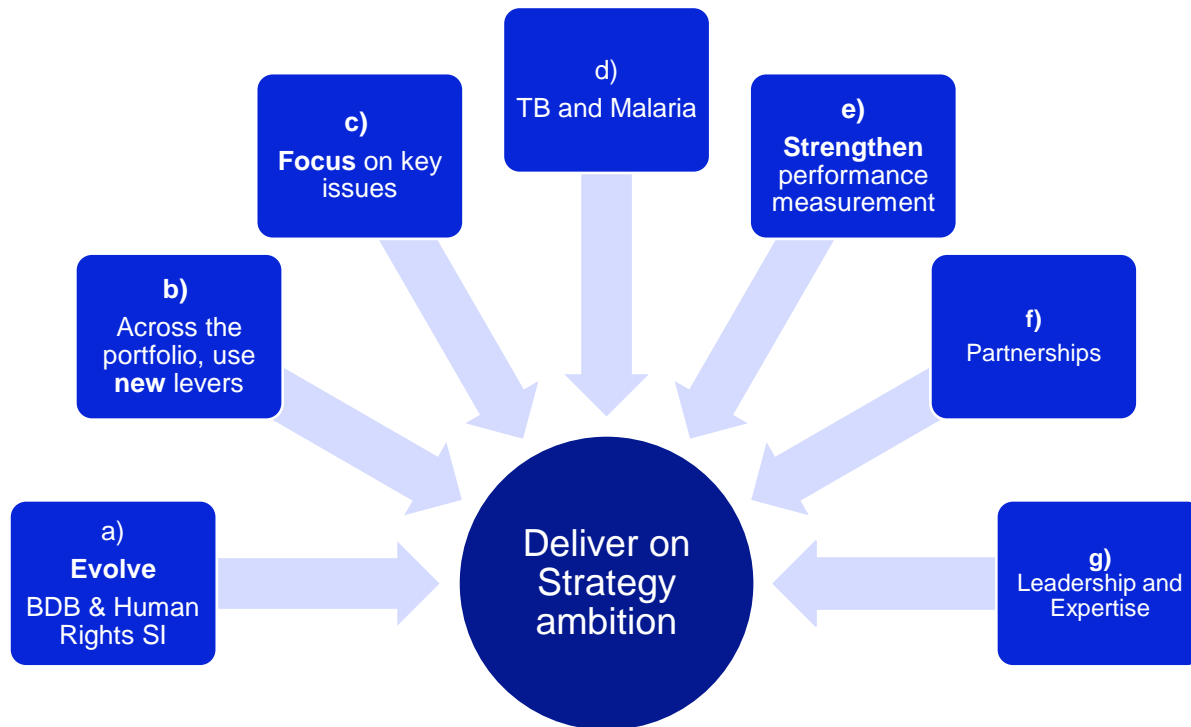 a)
Evolve
BDB & Human
Rights SI
b)
Across the
portfolio, use
new levers
c)
Focus on key
issues
d)
TB and Malaria
e)
Strengthen
performance
measurement
f)
Partnerships
g)
Leadership and
Expertise
Deliver on
Strategy
ambition